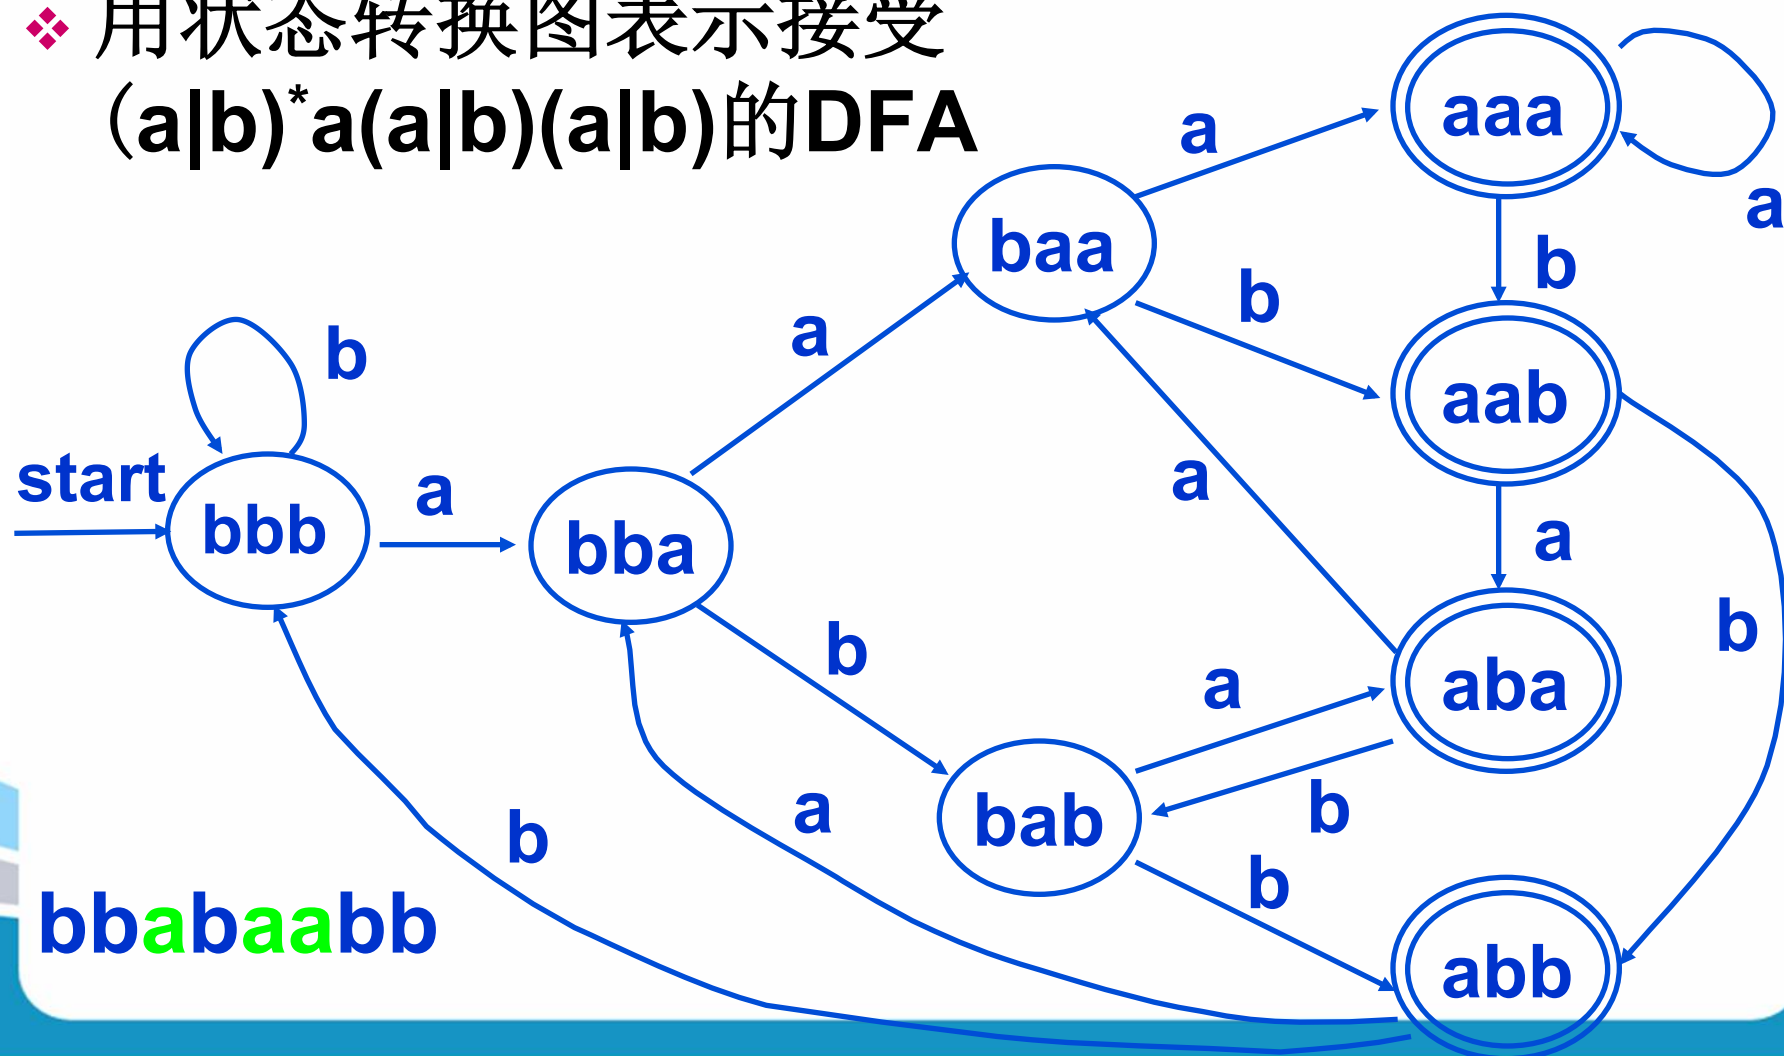 ❖ 用状态转换图表示接受
（a|b)*a(a|b)(a|b)的DFA
a
aaa
a
baa
b
b
a
b
aab
start
bbb
a
bba
a
a
b
b
a
aba
b
a
bab
b
b
bbabaabb
abb